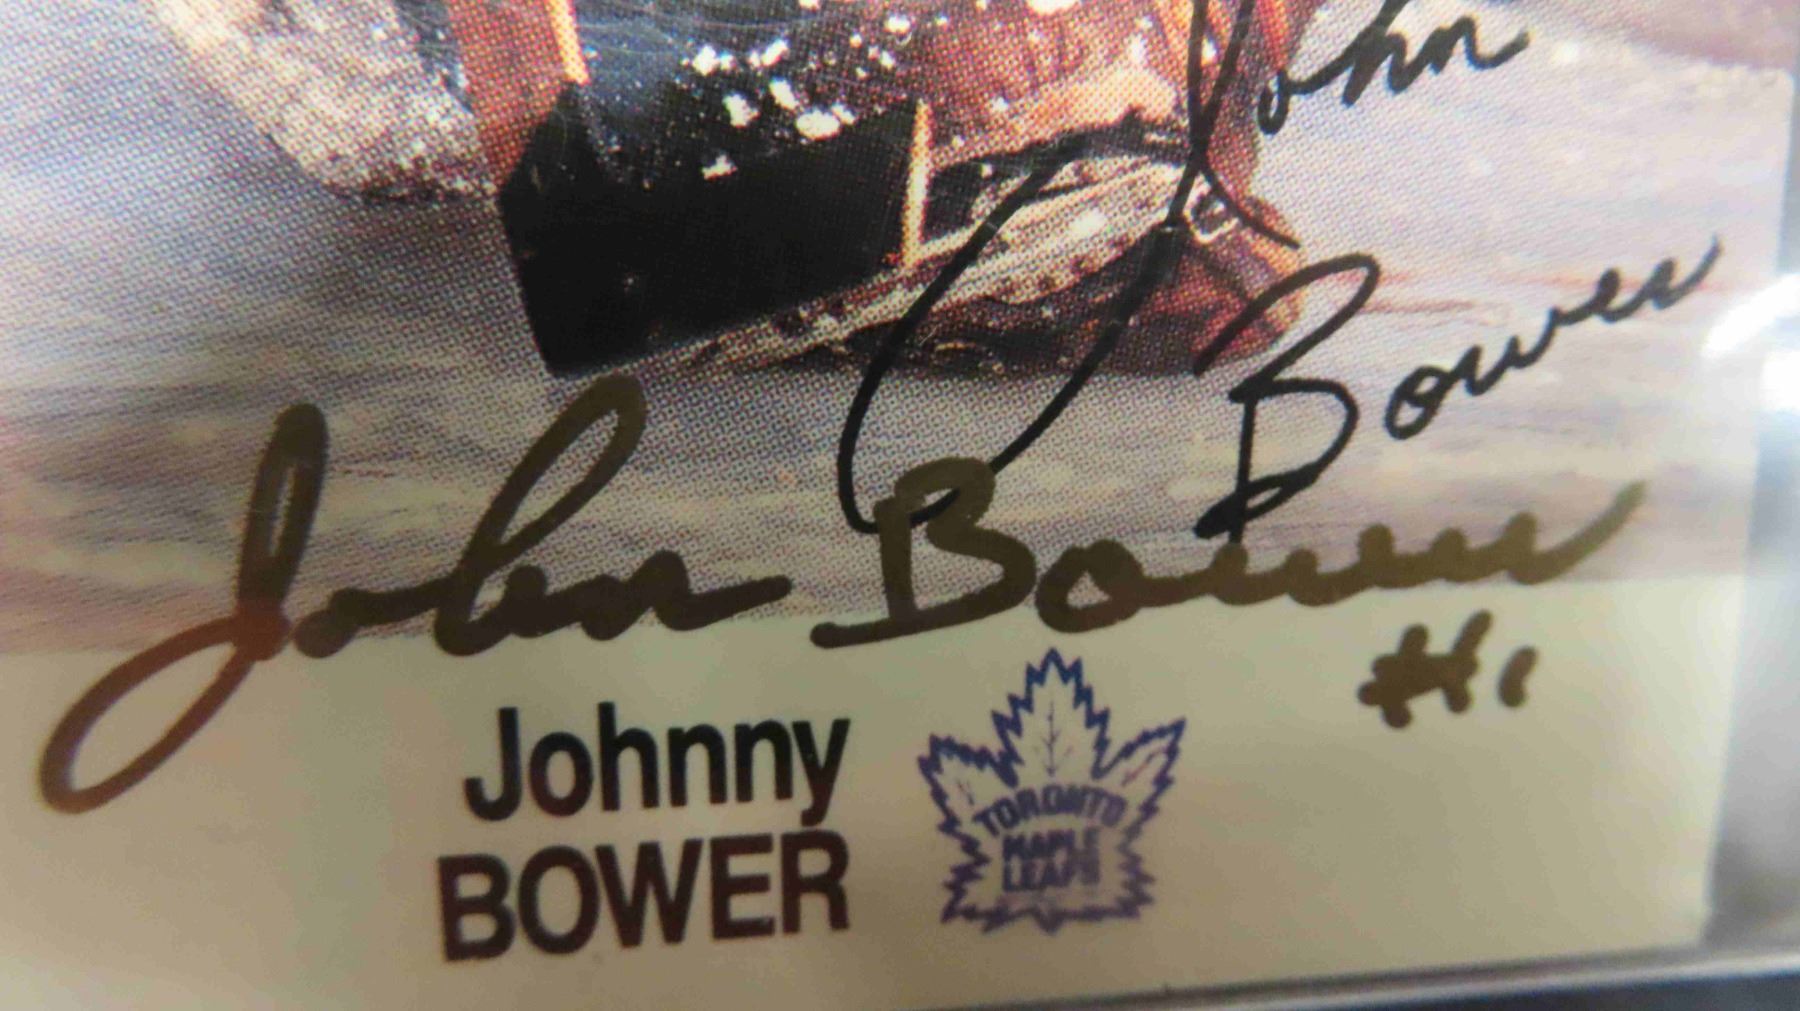 John
Bower
John Bower
#1
Johnny
BOWER
TORONTO
MAPLE
LEAFS